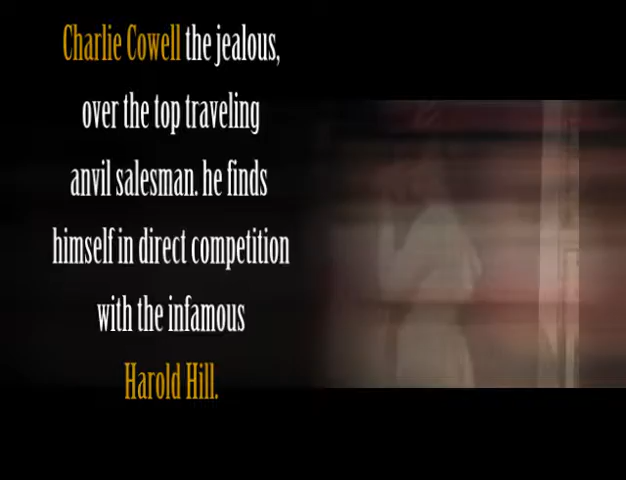 Charlie Cowell the jealous,
over the top traveling
anvil salesman. he finds
himself in direct competition
with the infamous
Harold Hill.